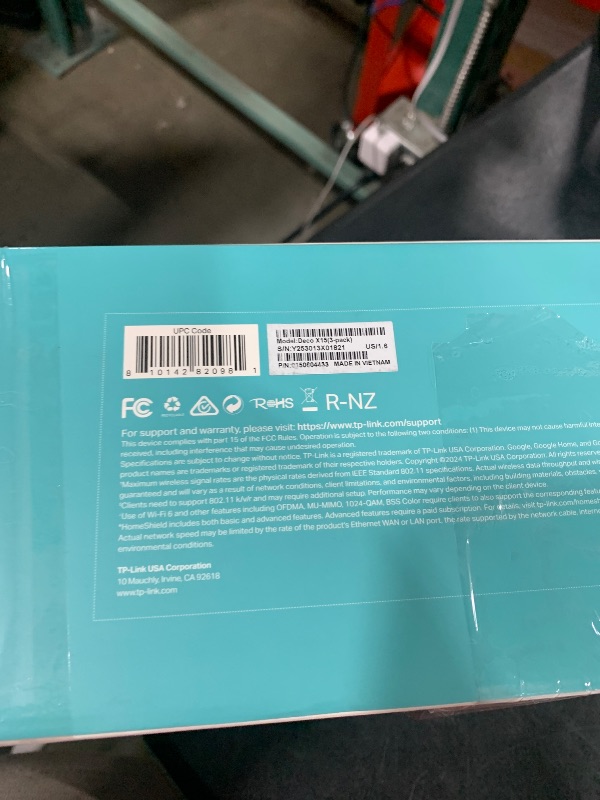 UPC Code
8 10142 82098 1
Model:Deco X15(3-pack)
S/N:Y253013X01821 US/1.6
P/N: MADE IN VIETNAM
FC RoHS R-NZ
For support and warranty, please visit: https://www.tp-link.com/support
This device complies with part 15 of the FCC Rules. Operation is subject to the following two conditions: (1) This device may not cause harmful
received, including interference that may cause undesired operation.
Specifications are subject to change without notice. TP-Link is a registered trademark of TP-Link USA Corporation. Google, Google Home, and
product names are trademarks or registered trademark of their respective holders. Copyright ©2024 TP-Link USA Corporation. All rights reserved.
Maximum wireless signal rates are the physical rates derived from IEEE Standard 802.11 specifications. Actual wireless data throughput and
guaranteed and will vary as a result of network conditions, client limitations, and environmental factors, including building materials, obstacles,
Clients need to support 802.11 k/v/r and may require additional setup. Performance may vary depending on the client device.
Use of Wi-Fi 6 and other features including OFDMA, MU-MIMO, 1024-QAM, BSS Color require clients to also support the corresponding
HomeShield includes both basic and advanced features. Advanced features require a paid subscription. For details, visit
Actual network speed may be limited by the rate of the product's Ethernet WAN or LAN port, the rate supported by the network cable,
environmental conditions.
TP-Link USA Corporation
10 Mauchly, Irvine, CA 92618
www.tp-link.com